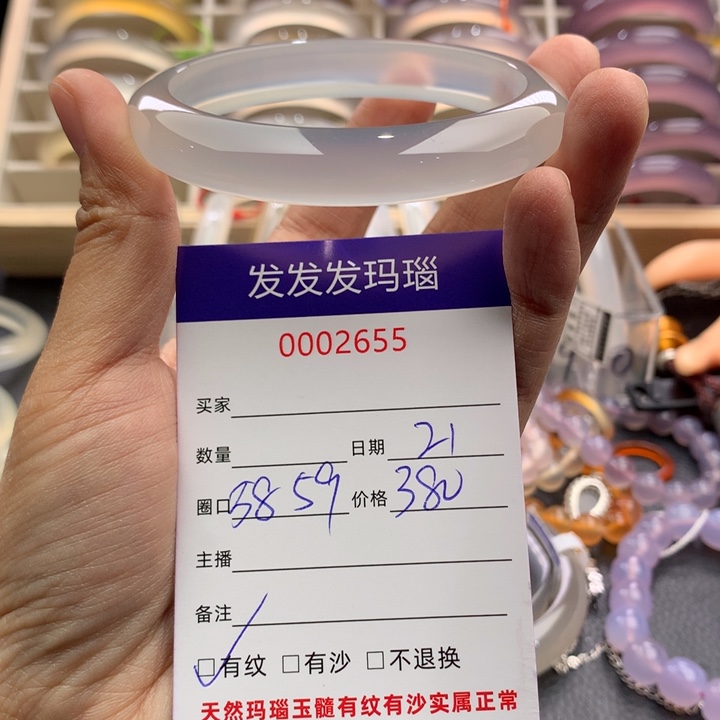 发发发玛瑙
0002655
买家
数量 日期 21
圈口 58 59 价格 380
主播
备注
☑有纹 □有沙 □不退换
天然玛瑙玉髓有纹有沙实属正常